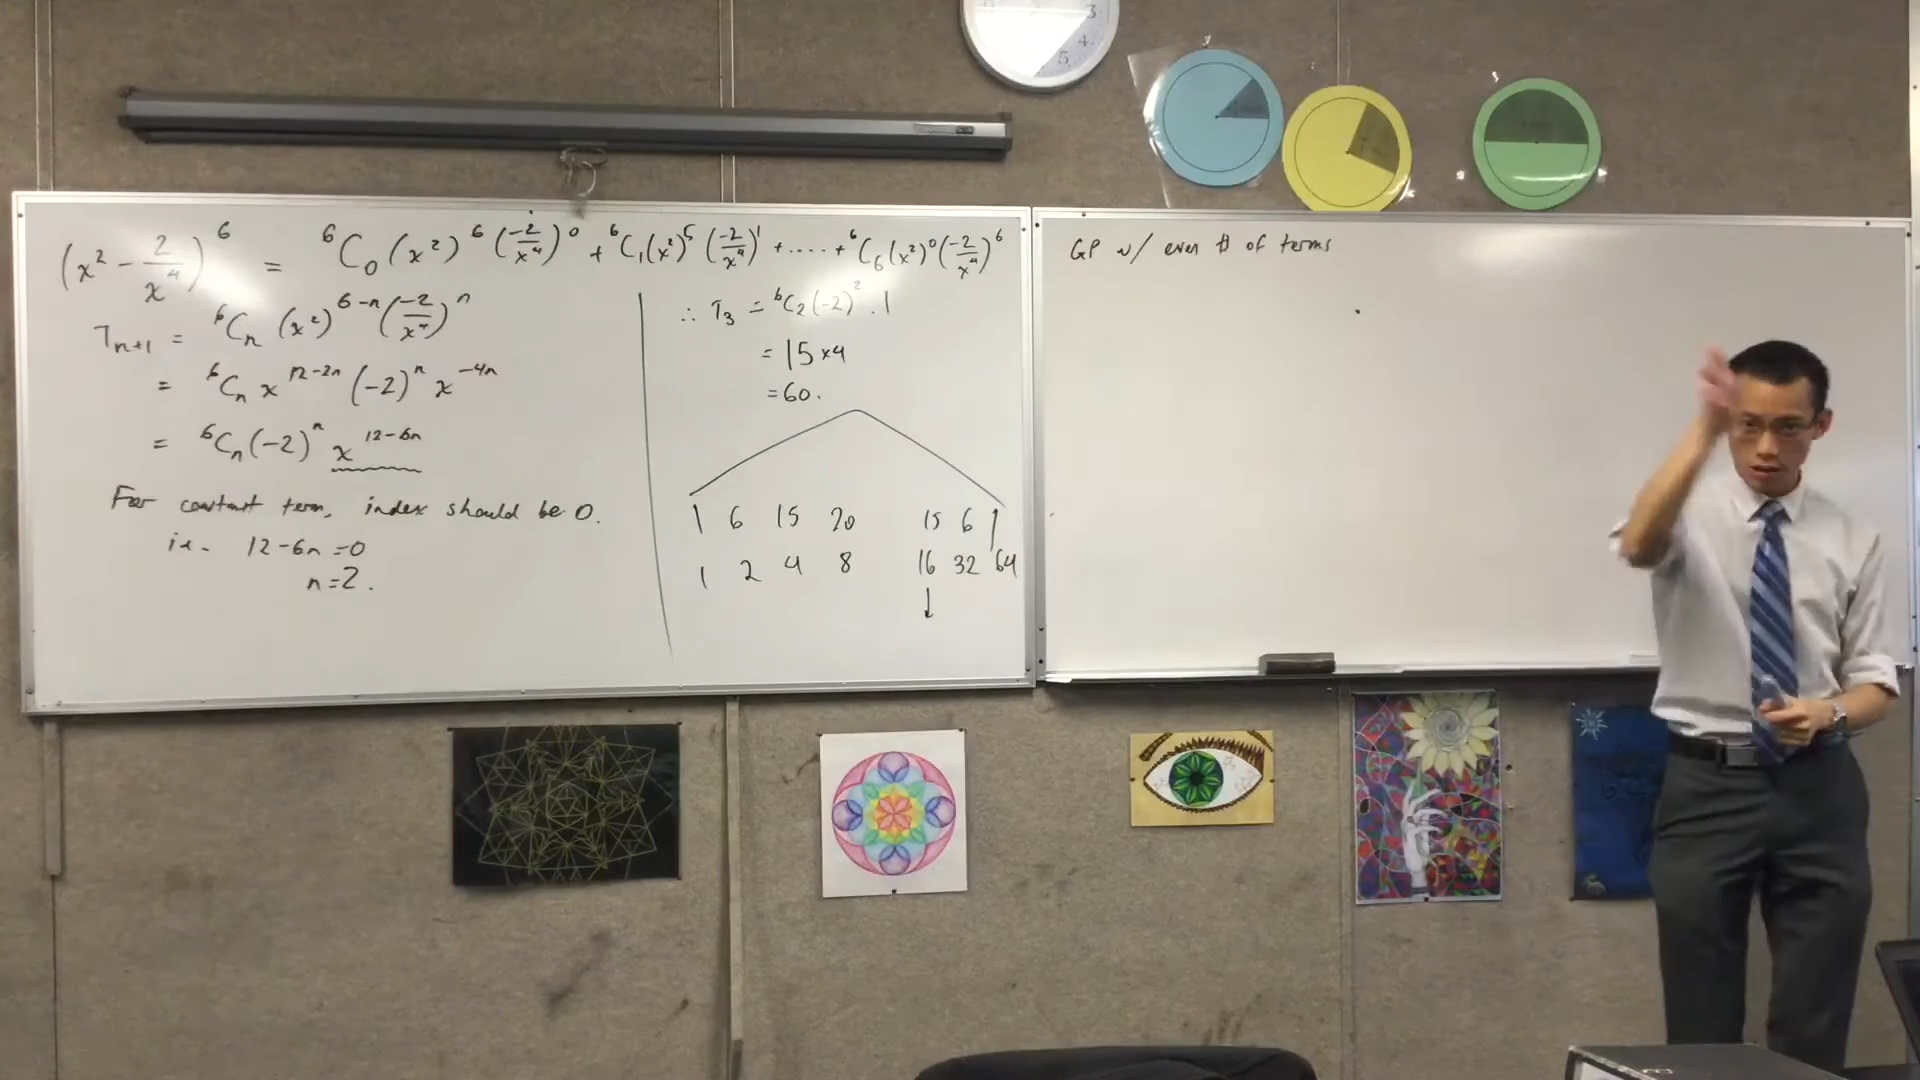 (x² - 2/x⁴)⁶ = ⁶C₀(x²)⁶(-2/x⁴)⁰ + ⁶C₁(x²)⁵(-2/x⁴)¹ + ..... + ⁶C₆(x²)⁰(-2/x⁴)⁶
Tₙ₊₁ = ⁶Cₙ (x²)⁶⁻ⁿ(-2/x⁴)ⁿ
= ⁶Cₙ x¹²⁻²ⁿ (-2)ⁿ x⁻⁴ⁿ
= ⁶Cₙ(-2)ⁿ x¹²⁻⁶ⁿ
For constant term, index should be 0.
i.e. 12-6n=0
n=2.
∴ T₃ = ⁶C₂(-2)².1
= 15×4
=60.
1 6 15 20 15 6 1
1 2 4 8 16 32 64
↓
GP w/ even # of terms
3
4
5